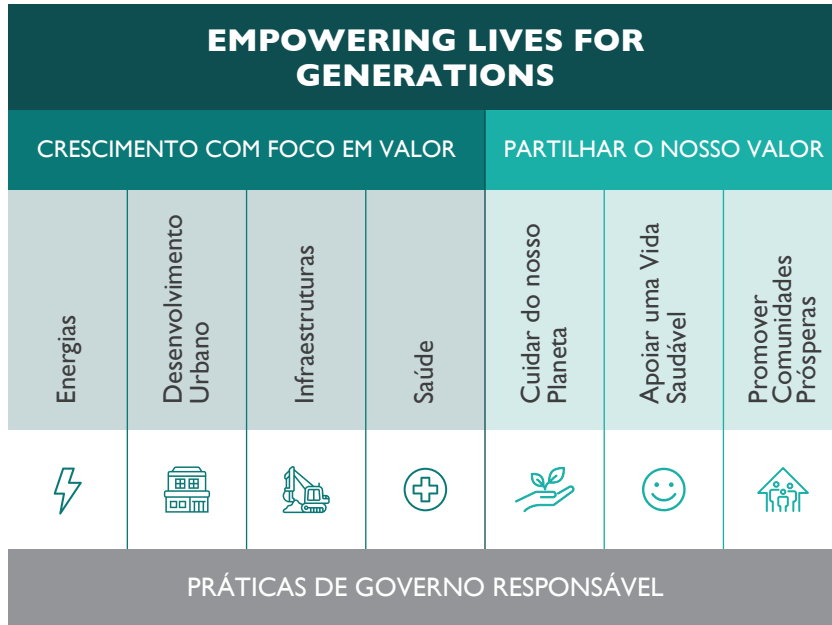 EMPOWERING LIVES FOR
GENERATIONS
CRESCIMENTO COM FOCO EM VALOR
PARTILHAR O NOSSO VALOR
Energias
Desenvolvimento
Urbano
Infraestruturas
Saúde
Cuidar do nosso
Planeta
Apoiar uma Vida
Saudável
Promover
Comunidades
Prósperas
PRÁTICAS DE GOVERNO RESPONSÁVEL